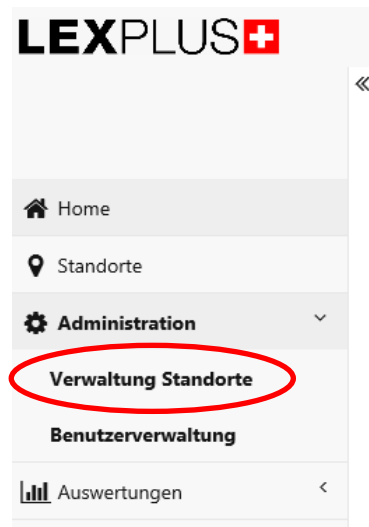 LEXPLUS
Home
Standorte
Administration
Verwaltung Standorte
Benutzerverwaltung
Auswertungen